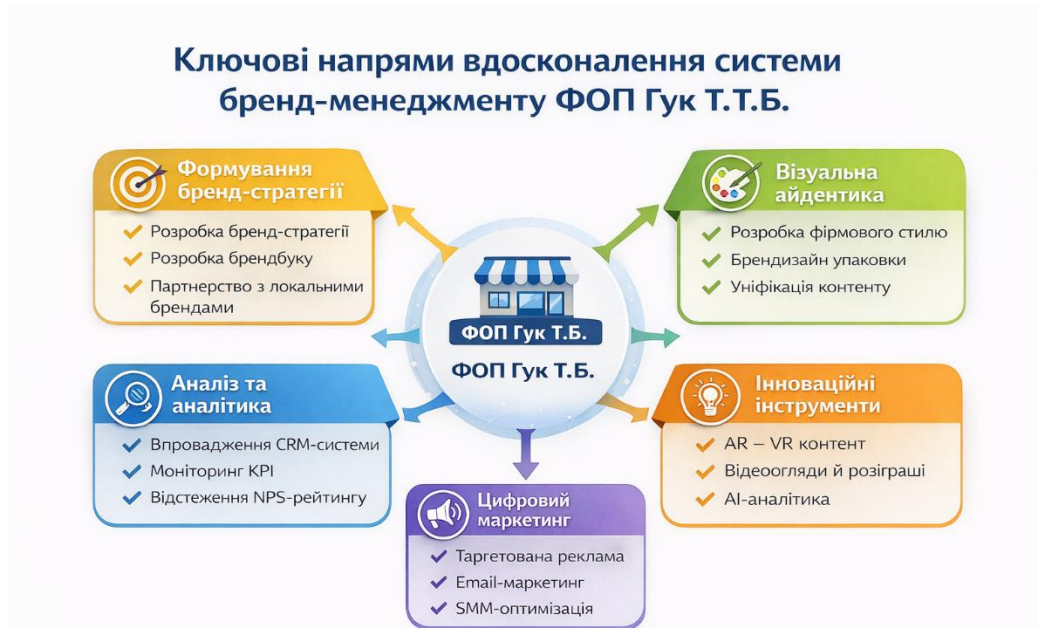 Ключові напрями вдосконалення системи
бренд-менеджменту ФОП Гук Т.Т.Б.
Формування
бренд-стратегії
Розробка бренд-стратегії
Розробка брендбуку
Партнерство з локальними
брендами
Візуальна
айдентика
Розробка фірмового стилю
Брендизайн упаковки
Уніфікація контенту
ФОП Гук Т.Б.
ФОП Гук Т.Б.
Аналіз та
аналітика
Впровадження CRM-системи
Моніторинг KPI
Відстеження NPS-рейтингу
Інноваційні
інструменти
AR – VR контент
Відеоогляди й розіграші
AI-аналітика
Цифровий
маркетинг
Таргетована реклама
Email-маркетинг
SMM-оптимізація